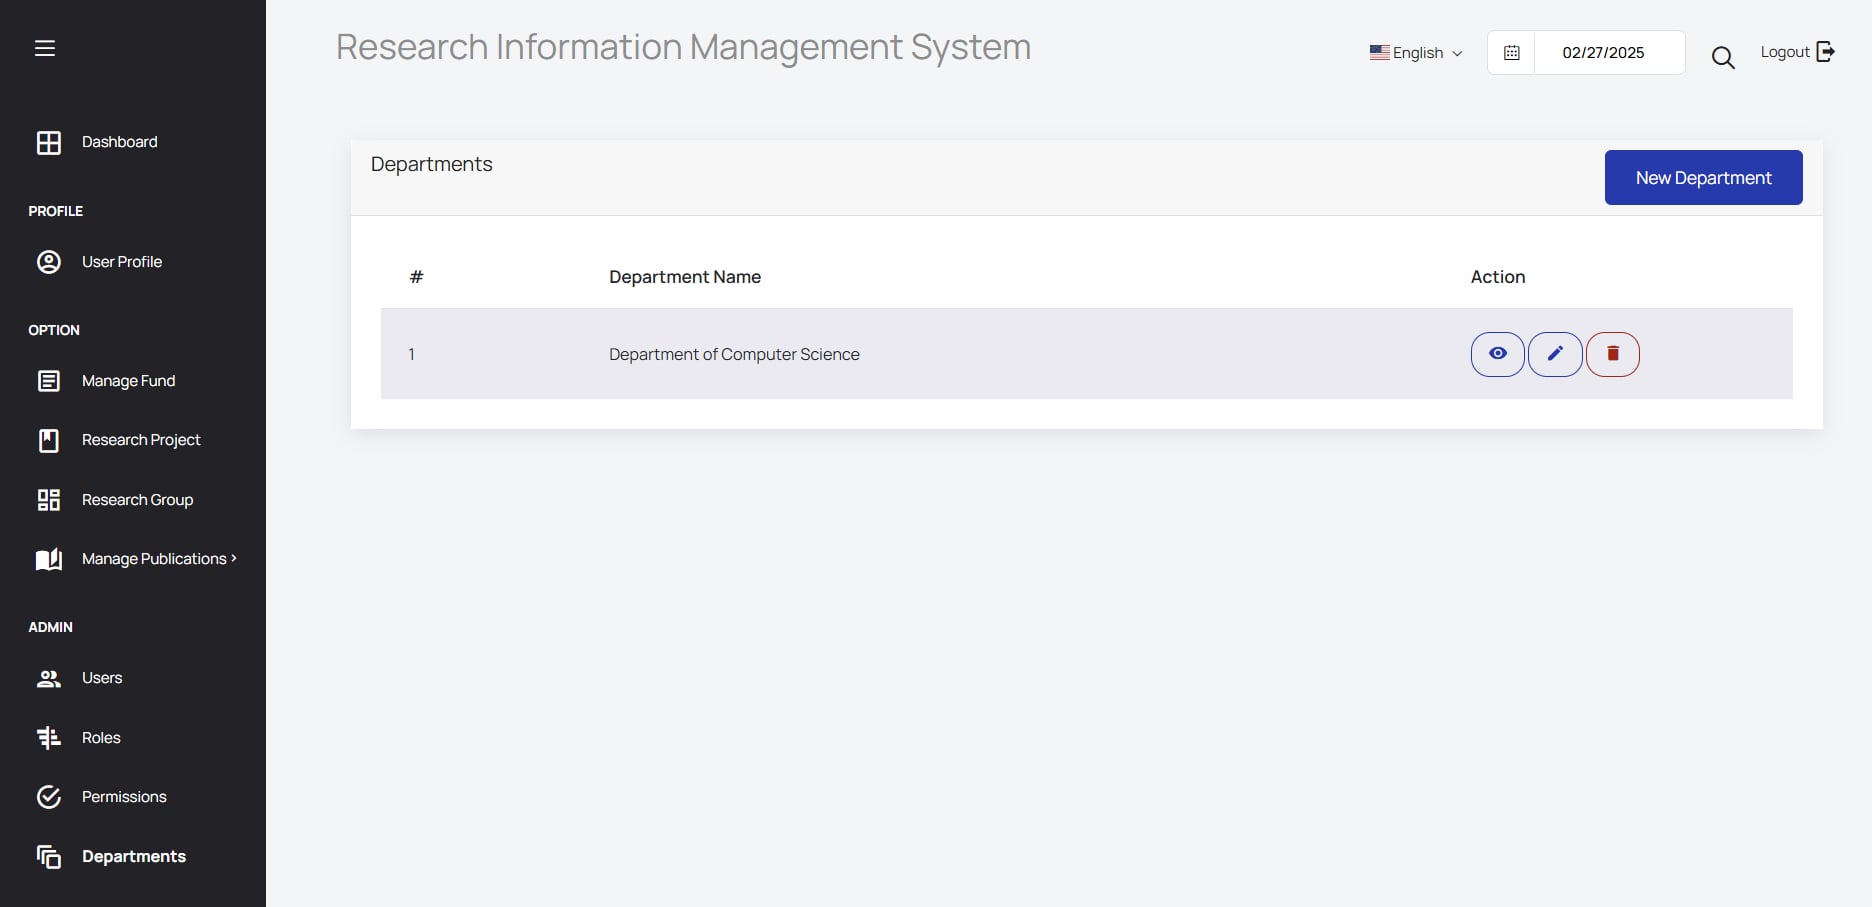 Research Information Management System
English
02/27/2025
Logout
Dashboard
PROFILE
User Profile
OPTION
Manage Fund
Research Project
Research Group
Manage Publications
ADMIN
Users
Roles
Permissions
Departments
Departments
New Department
# Department Name Action
1 Department of Computer Science